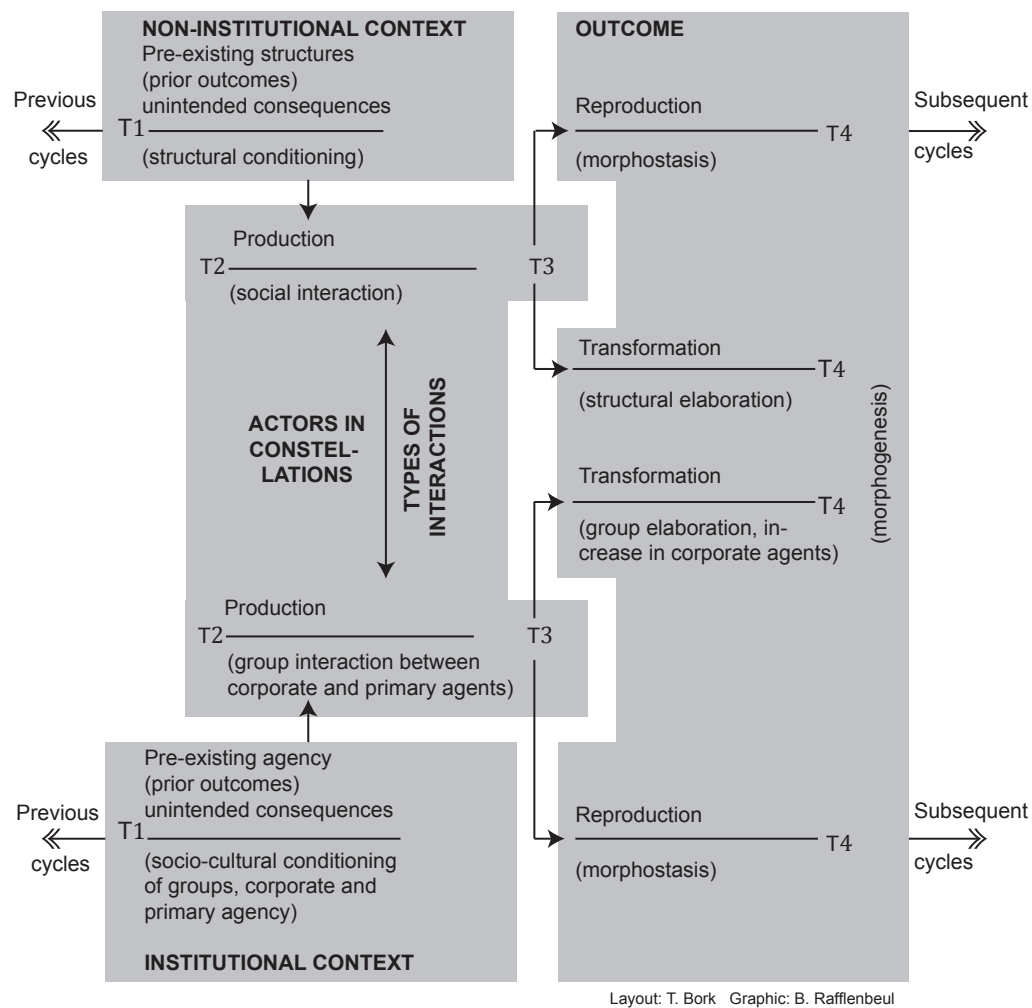 NON-INSTITUTIONAL CONTEXT
Pre-existing structures
(prior outcomes)
unintended consequences
T1
(structural conditioning)
Previous
cycles
OUTCOME
Reproduction
T4
(morphostasis)
Subsequent
cycles
Production
T2
(social interaction)
T3
Transformation
T4
(structural elaboration)
ACTORS IN
CONSTEL-
LATIONS
TYPES OF
INTERACTIONS
Transformation
T4
(group elaboration, in-
crease in corporate agents)
(morphogenesis)
Production
T2
(group interaction between
corporate and primary agents)
T3
Pre-existing agency
(prior outcomes)
unintended consequences
T1
(socio-cultural conditioning
of groups, corporate and
primary agency)
INSTITUTIONAL CONTEXT
Previous
cycles
Reproduction
T4
(morphostasis)
Subsequent
cycles
Layout: T. Bork Graphic: B. Rafflenbeul